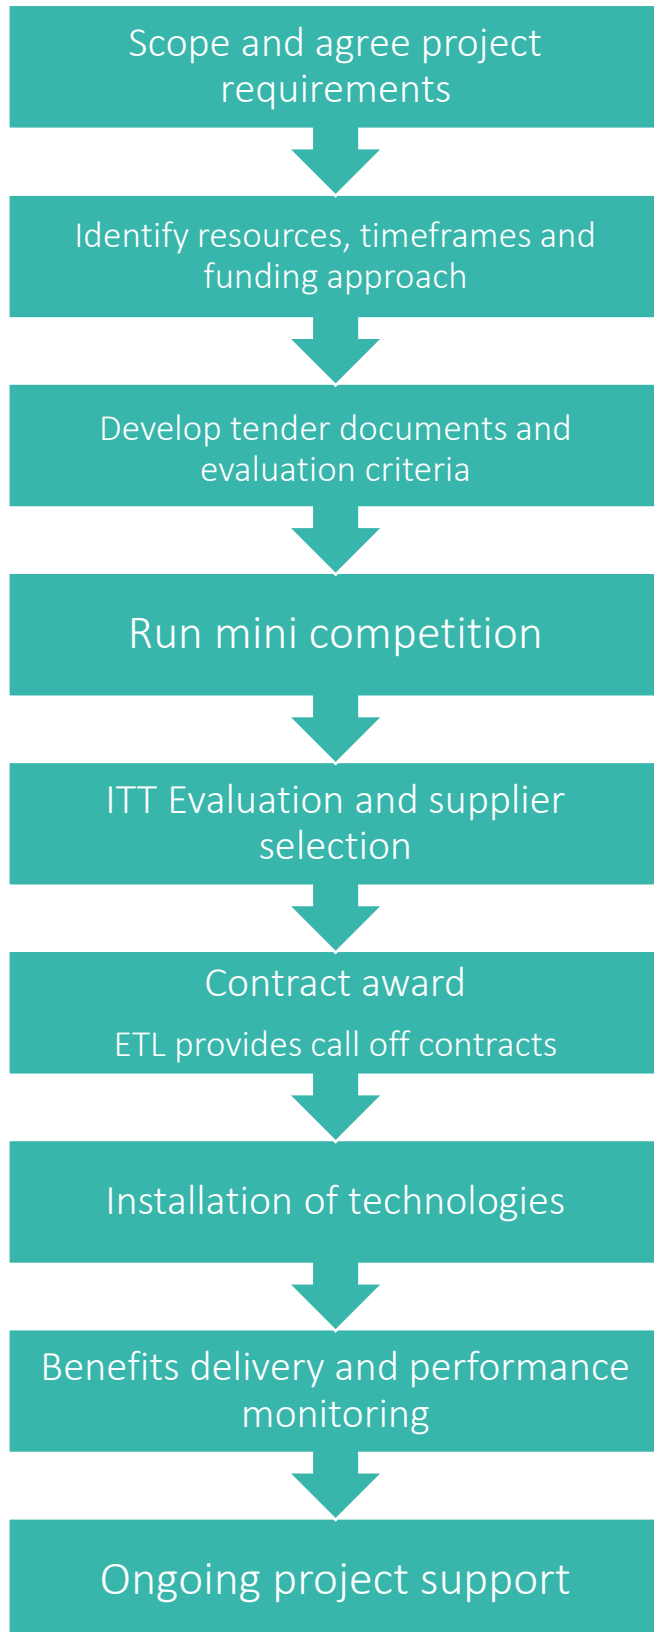 Scope and agree project
requirements
Identify resources, timeframes and
funding approach
Develop tender documents and
evaluation criteria
Run mini competition
ITT Evaluation and supplier
selection
Contract award
ETL provides call off contracts
Installation of technologies
Benefits delivery and performance
monitoring
Ongoing project support